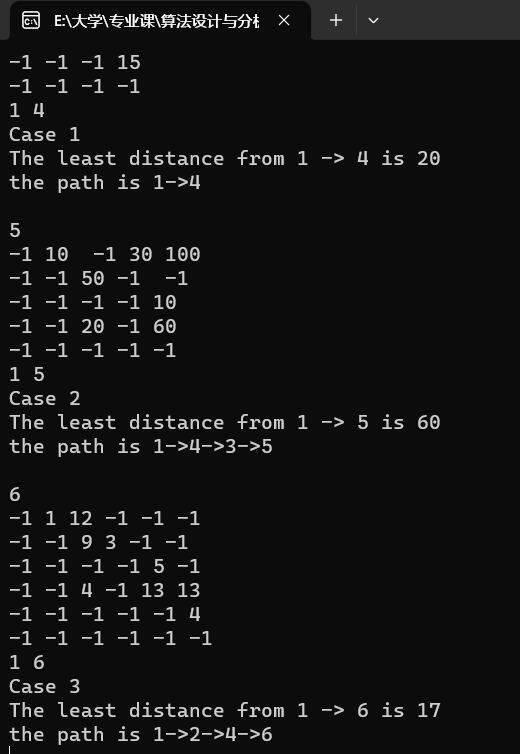 E:\大学\专业课\算法设计与分析
-1 -1 -1 15
-1 -1 -1 -1
1 4
Case 1
The least distance from 1 -> 4 is 20
the path is 1->4
5
-1 10  -1 30 100
-1 -1 50 -1  -1
-1 -1 -1 -1 10
-1 -1 20 -1 60
-1 -1 -1 -1 -1
1 5
Case 2
The least distance from 1 -> 5 is 60
the path is 1->4->3->5
6
-1 1 12 -1 -1 -1
-1 -1 9 3 -1 -1
-1 -1 -1 -1 5 -1
-1 -1 4 -1 13 13
-1 -1 -1 -1 -1 4
-1 -1 -1 -1 -1 -1
1 6
Case 3
The least distance from 1 -> 6 is 17
the path is 1->2->4->6